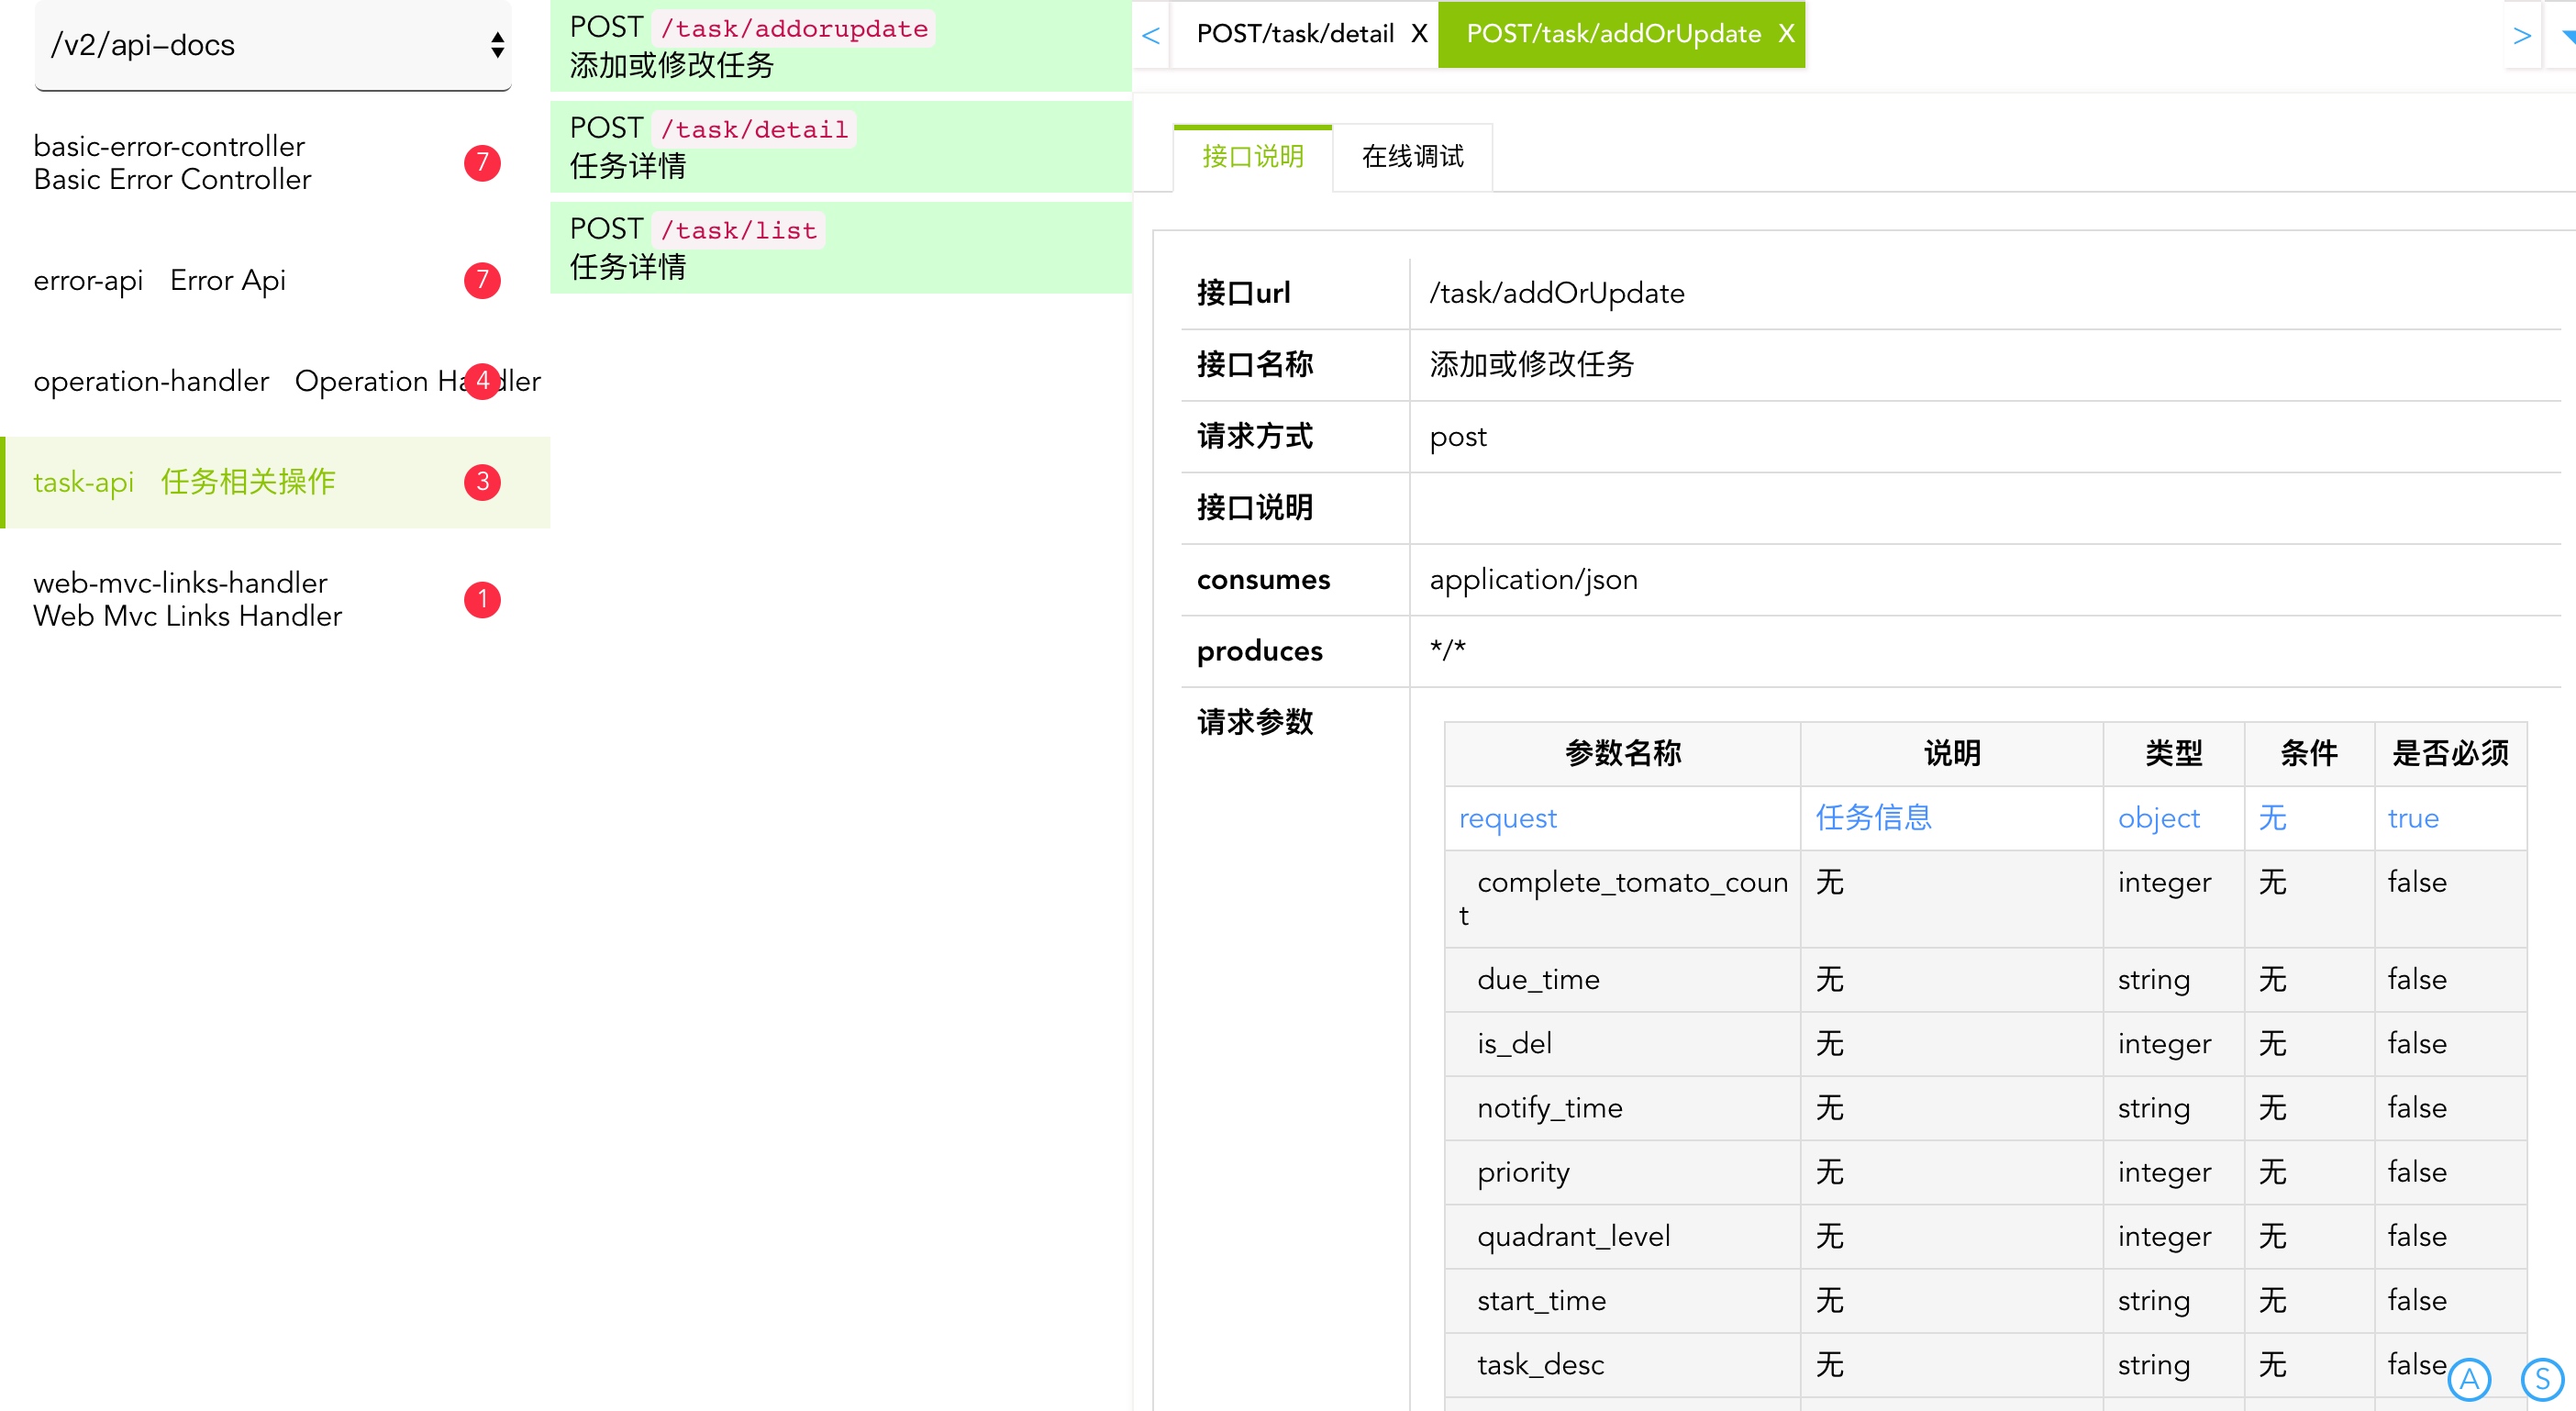 /v2/api-docs
basic-error-controller
Basic Error Controller
7
error-api Error Api
7
operation-handler Operation Ha
4
dler
task-api 任务相关操作
3
web-mvc-links-handler
Web Mvc Links Handler
1
POST /task/addorupdate
添加或修改任务
POST /task/detail
任务详情
POST /task/list
任务详情
< POST/task/detail X POST/task/addOrUpdate X >
接口说明 在线调试
接口url /task/addOrUpdate
接口名称 添加或修改任务
请求方式 post
接口说明
consumes application/json
produces */*
请求参数
参数名称 说明 类型 条件 是否必须
request 任务信息 object 无 true
complete_tomato_coun 无 integer 无 false
t
due_time 无 string 无 false
is_del 无 integer 无 false
notify_time 无 string 无 false
priority 无 integer 无 false
quadrant_level 无 integer 无 false
start_time 无 string 无 false
task_desc 无 string 无 false
A S